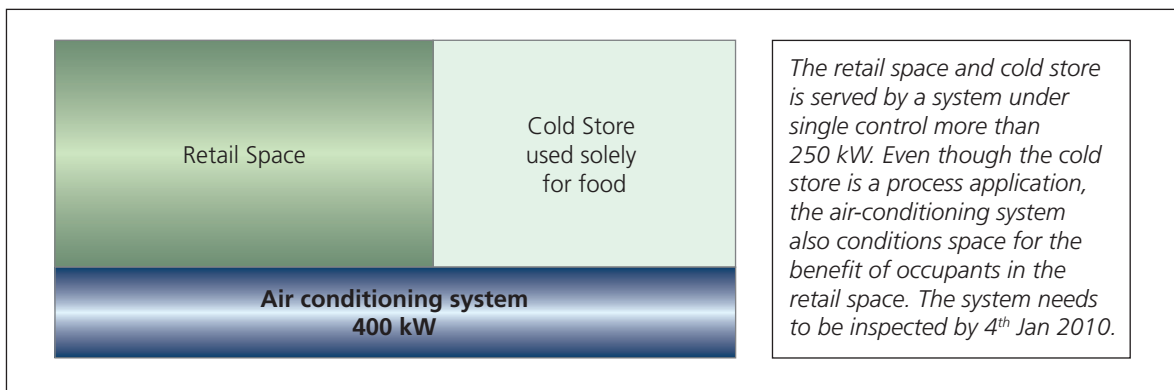 Retail Space
Cold Store
used solely
for food
Air conditioning system
400 kW
The retail space and cold store
is served by a system under
single control more than
250 kW. Even though the cold
store is a process application,
the air-conditioning system
also conditions space for the
benefit of occupants in the
retail space. The system needs
to be inspected by 4th Jan 2010.